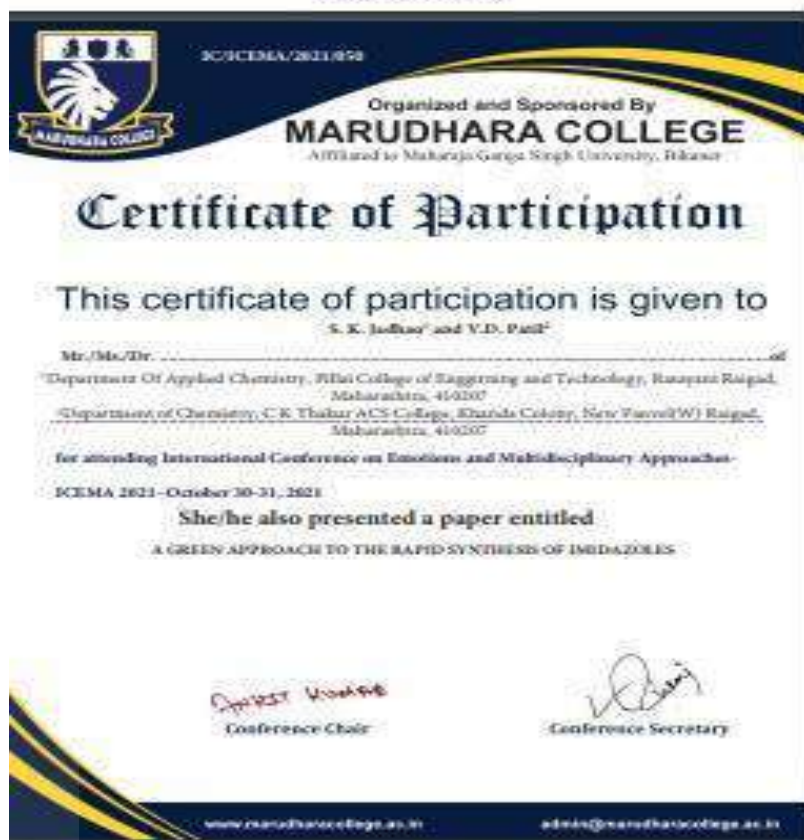 IC/ICEMA/2021/050
MARUDHARA COLLEGE
Organized and Sponsored By
MARUDHARA COLLEGE
Affiliated to Maharaja Ganga Singh University, Bikaner
Certificate of Participation
This certificate of participation is given to
S. K. Jadhao¹ and V.D. Patil²
Mr./Ms./Dr. of
¹Department Of Applied Chemistry, Pillai College of and Technology, Rasayani Raigad,
Maharashtra, 410207
²Department of Chemistry, C K Thakur ACS College, Khanda Colony, New Panvel(W) Raigad,
Maharashtra, 410207
for attending International Conference on Emotions and Multidisciplinary Approaches-
ICEMA 2021-October 30-31, 2021
She/he also presented a paper entitled
A GREEN APPROACH TO THE RAPID SYNTHESIS OF IMIDAZOLES
Ankit Kumar
Conference Chair
Conference Secretary
www.marudharacollege.ac.in
admin@marudharacollege.ac.in